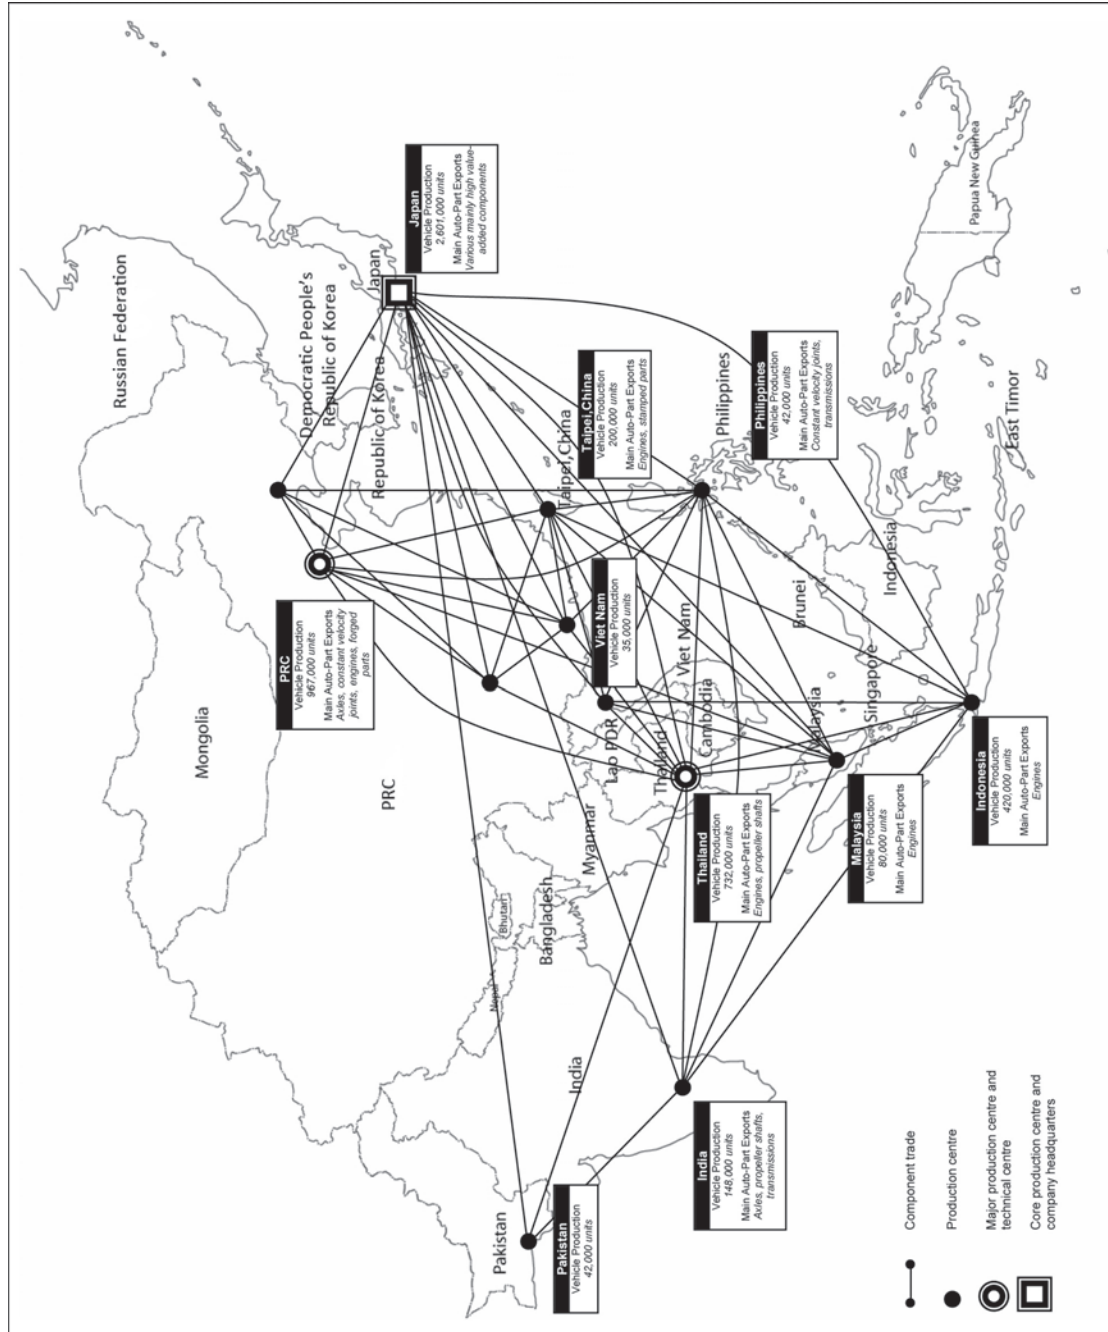 Russian Federation
Mongolia
PRC
Democratic People's
Republic of Korea
Republic of Korea
Japan
Taipei,China
Philippines
Viet Nam
Lao PDR
Thailand
Cambodia
Myanmar
Bangladesh
Bhutan
Nepal
India
Pakistan
Brunei
Singapore
Indonesia
East Timor
Papua New Guinea
Japan
Vehicle Production
2,601,000 units
Main Auto-Part Exports
Various mainly high value-
added components
PRC
Vehicle Production
967,000 units
Main Auto-Part Exports
Axles, constant velocity
joints, engines, forged
parts
Taipei,China
Vehicle Production
200,000 units
Main Auto-Part Exports
Engines, stamped parts
Viet Nam
Vehicle Production
35,000 units
Philippines
Vehicle Production
42,000 units
Main Auto-Part Exports
Constant velocity joints,
transmissions
Thailand
Vehicle Production
732,000 units
Main Auto-Part Exports
Engines, propeller shafts
Malaysia
Vehicle Production
80,000 units
Main Auto-Part Exports
Engines
Indonesia
Vehicle Production
420,000 units
Main Auto-Part Exports
Engines
India
Vehicle Production
148,000 units
Main Auto-Part Exports
Axles, propeller shafts,
transmissions
Pakistan
Vehicle Production
42,000 units
Component trade
Production centre
Major production centre and
technical centre
Core production centre and
company headquarters